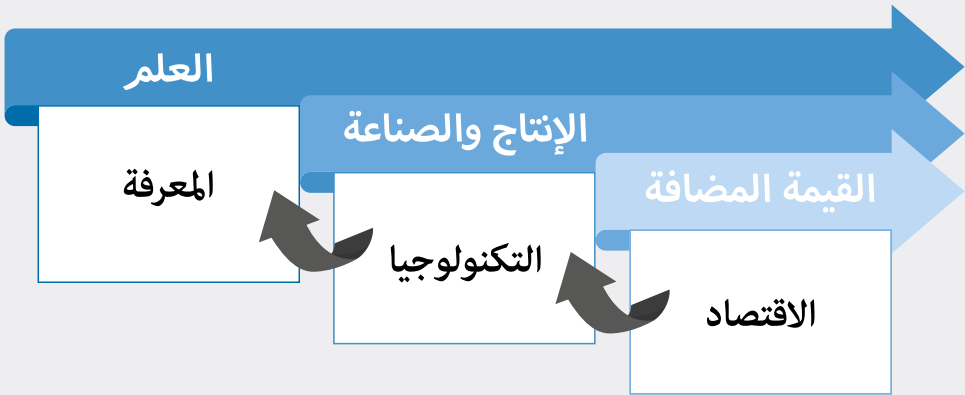 العلم
المعرفة
الإنتاج والصناعة
التكنولوجيا
القيمة المضافة
الاقتصاد